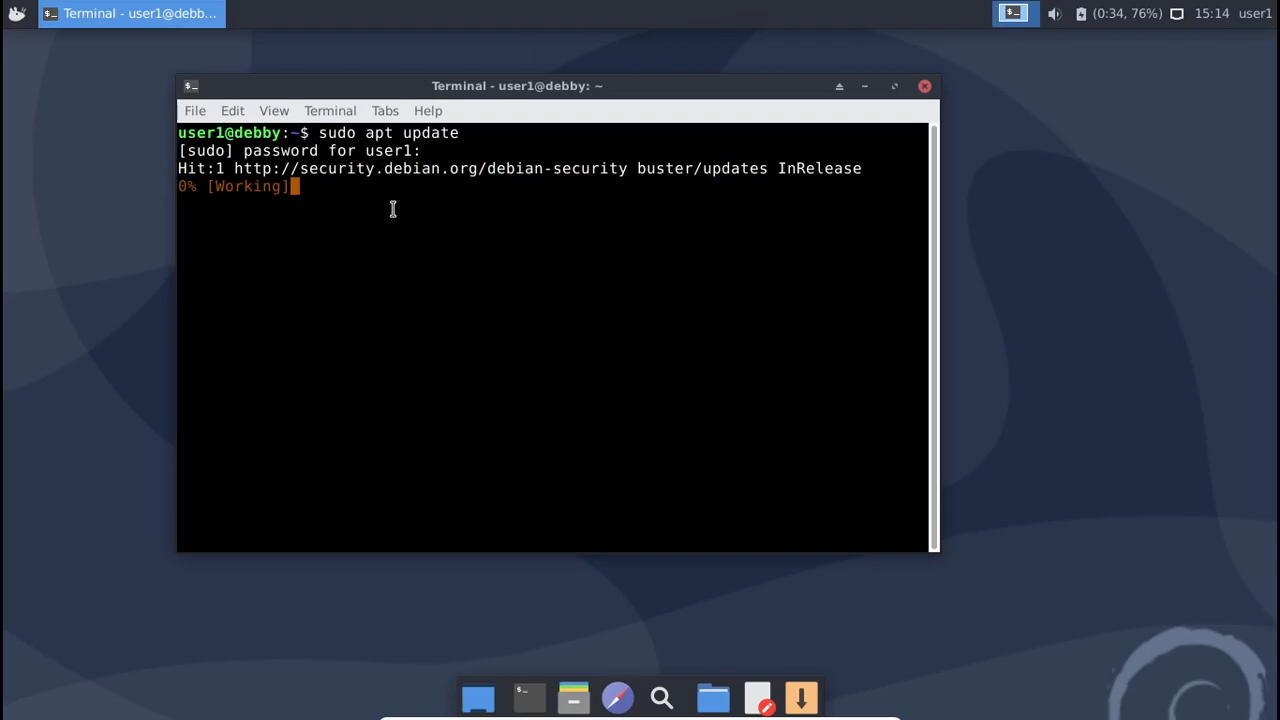 Terminal - user1@debb...
(0:34, 76%)
15:14
user1
Terminal - user1@debby: ~
File Edit View Terminal Tabs Help
user1@debby:~$ sudo apt update
[sudo] password for user1:
Hit:1 http://security.debian.org/debian-security buster/updates InRelease
0% [Working]